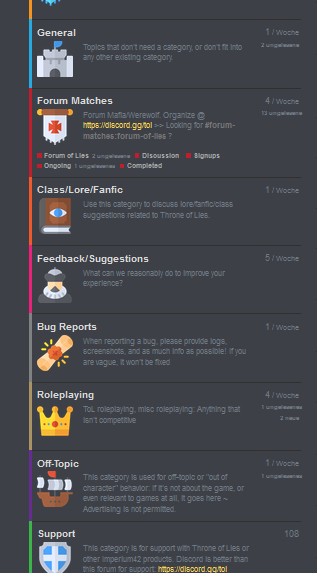 General
1 / Woche
Topics that don't need a category, or don't fit into
2 ungelesene
any other existing category.
Forum Matches
4 / Woche
Forum Mafia/Werewolf. Organize @
13 ungelesene
https://discord.gg/tol >~ Looking for #forum-
matches:forum-of-lies ?
Forum of Lies 2 ungelesene Discussion Signups
Ongoing 1 ungelesene Completed
Class/Lore/Fanfic
1 / Woche
Use this category to discuss lore/fanfic/class
suggestions related to Throne of Lies.
Feedback/Suggestions
5 / Woche
What can we reasonably do to improve your
experience?
Bug Reports
1 / Woche
When reporting a bug, please provide logs,
screenshots, and as much info as possible! If you
are vague, it won't be fixed
Roleplaying
4 / Woche
ToL roleplaying, misc roleplaying: Anything that
1 ungelesenes
isn't competitive
2 neue
Off-Topic
1 / Woche
This category is used for off-topic or "out of
1 ungelesenes
character" behavior: If it's not about the game, or
even relevant to games at all, it goes here ~
Advertising is not permitted.
Support
108
This category is for support with Throne of Lies or
other Imperium42 products. Discord is better than
this forum for support: https://discord.gg/tol